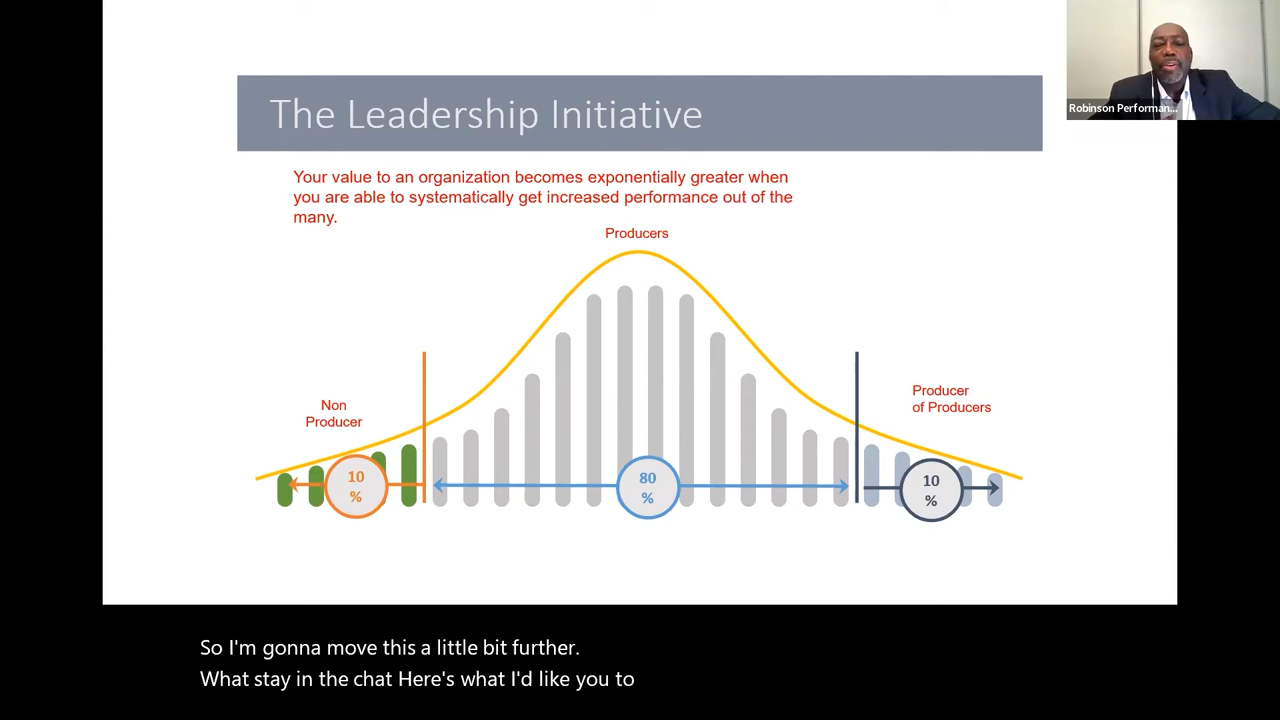 The Leadership Initiative
Robinson Performan...
Your value to an organization becomes exponentially greater when
you are able to systematically get increased performance out of the
many.
Producers
Non
Producer
Producer
of Producers
10
%
80
%
10
%
So I'm gonna move this a little bit further.
What stay in the chat Here's what I'd like you to